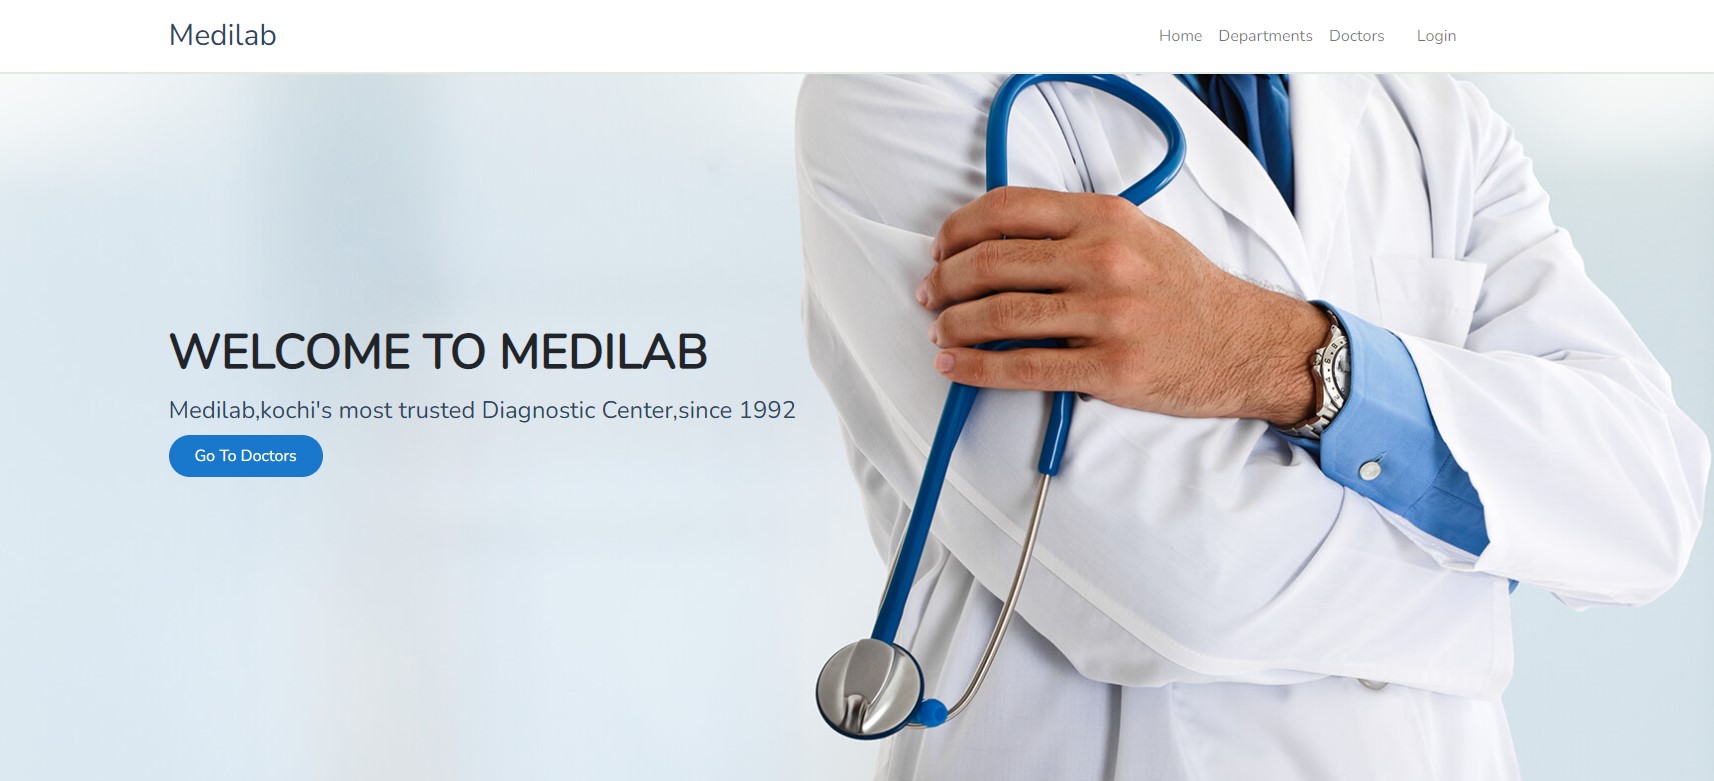 Medilab
Home Departments Doctors Login
WELCOME TO MEDILAB
Medilab,kochi's most trusted Diagnostic Center,since 1992
Go To Doctors